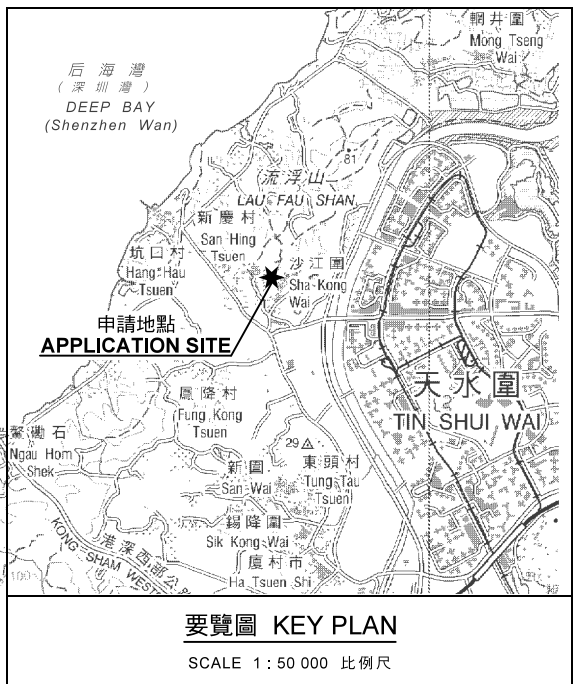 網井圍
Mong Tseng
Wai
后海灣
(深圳灣)
DEEP BAY
(Shenzhen Wan)
81
流浮山
LAU FAU SHAN
新慶村
San Hing
Tsuen
坑口村
Hang Hau
Tsuen
沙江圍
Sha Kong
Wai
申請地點
APPLICATION SITE
天水圍
TIN SHUI WAI
鳳降村
Fung Kong
Tsuen
鰲磡石
Ngau Hom
Shek
29
新圍
San Wai
東頭村
Tung Tau
Tsuen
錫降圍
Sik Kong Wai
廈村市
Ha Tsuen Shi
港深西部公路
KONG SHAM WEST
100
要覽圖 KEY PLAN
SCALE 1 : 50 000 比例尺